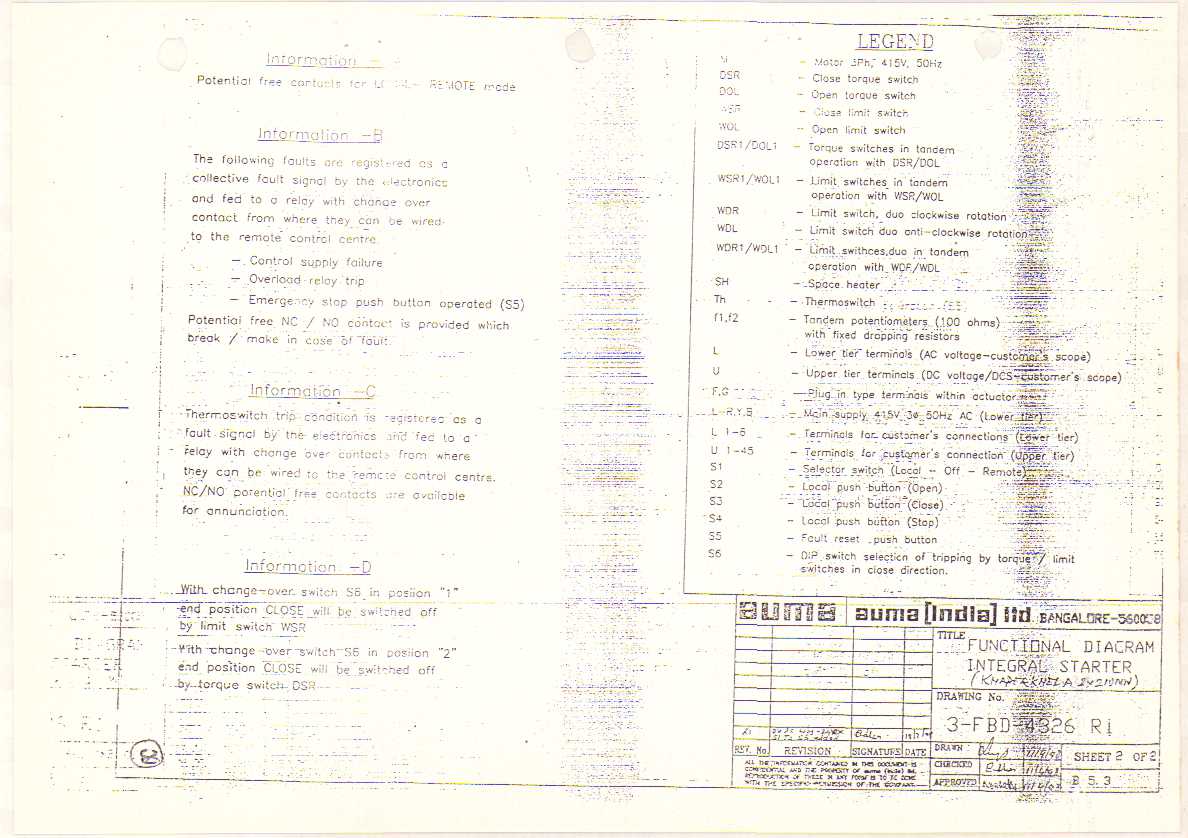 Information -
Potential free contacts for REMOTE mode
Information -B
The following faults are registered as a
collective fault signal by the electronics
and fed to a relay with change over
contact from where they can be wired
to the remote control centre.
- Control supply failure
- Overload relay trip
- Emergency stop push button operated (S5)
Potential free NC / NO contact is provided which
break / make in case of fault.
Information -C
Thermoswitch trip condition is registered as a
fault signal by the electronics and fed to a
relay with change over contacts from where
they can be wired to the remote control centre.
NC/NO potential free contacts are available
for annunciation.
Information -D
With change-over switch S6 in posiion "1"
end position CLOSE will be switched off
by limit switch WSR
With change-over switch S6 in posiion "2"
end position CLOSE will be switched off
by torque switch DSR
LEGEND
M - Motor 3Ph, 415V, 50Hz
DSR - Close torque switch
DOL - Open torque switch
WSR - Close limit switch
WOL - Open limit switch
DSR1/DOL1 - Torque switches in tandem
operation with DSR/DOL
WSR1/WOL1 - Limit switches in tandem
operation with WSR/WOL
WDR - Limit switch, duo clockwise rotation
WDL - Limit switch duo anti-clockwise rotation
WDR1/WDL1 - Limit swithces,duo in tandem
operation with WDR/WDL
SH - Space heater
Th - Thermoswitch
f1,f2 - Tandem potentiometers (100 ohms)
with fixed dropping resistors
L - Lower tier terminals (AC voltage-customer's scope)
U - Upper tier terminals (DC voltage/DCS-customer's scope)
F,G - Plug in type terminals within actuator
L-R,Y,B - Main supply 415V 3ø 50Hz AC (Lower tier)
L 1-6 - Terminals for customer's connections (Lower tier)
U 1-45 - Terminals for customer's connection (Upper tier)
S1 - Selector switch (Local - Off - Remote)
S2 - Local push button (Open)
S3 - Local push button (Close)
S4 - Local push button (Stop)
S5 - Fault reset push button
S6 - DIP switch selection of tripping by torque / limit
switches in close direction.
auma auma [India] ltd. BANGALORE-560058
TITLE
FUNCTIONAL DIAGRAM
INTEGRAL STARTER
DRAWING No.
3-FBD-4326 R1
REV. No. REVISION SIGNATURE DATE
DRAWN
CHECKED
APPROVED
SHEET 2 OF 2
B 5.3
ALL THE INFORMATION CONTAINED IN THIS DOCUMENT IS
CONFIDENTIAL AND THE PROPERTY OF auma (India) ltd.
REPRODUCTION OF THESE IN ANY FORM IS TO BE DONE
WITH THE SPECIFIC PERMISSION OF THE COMPANY.